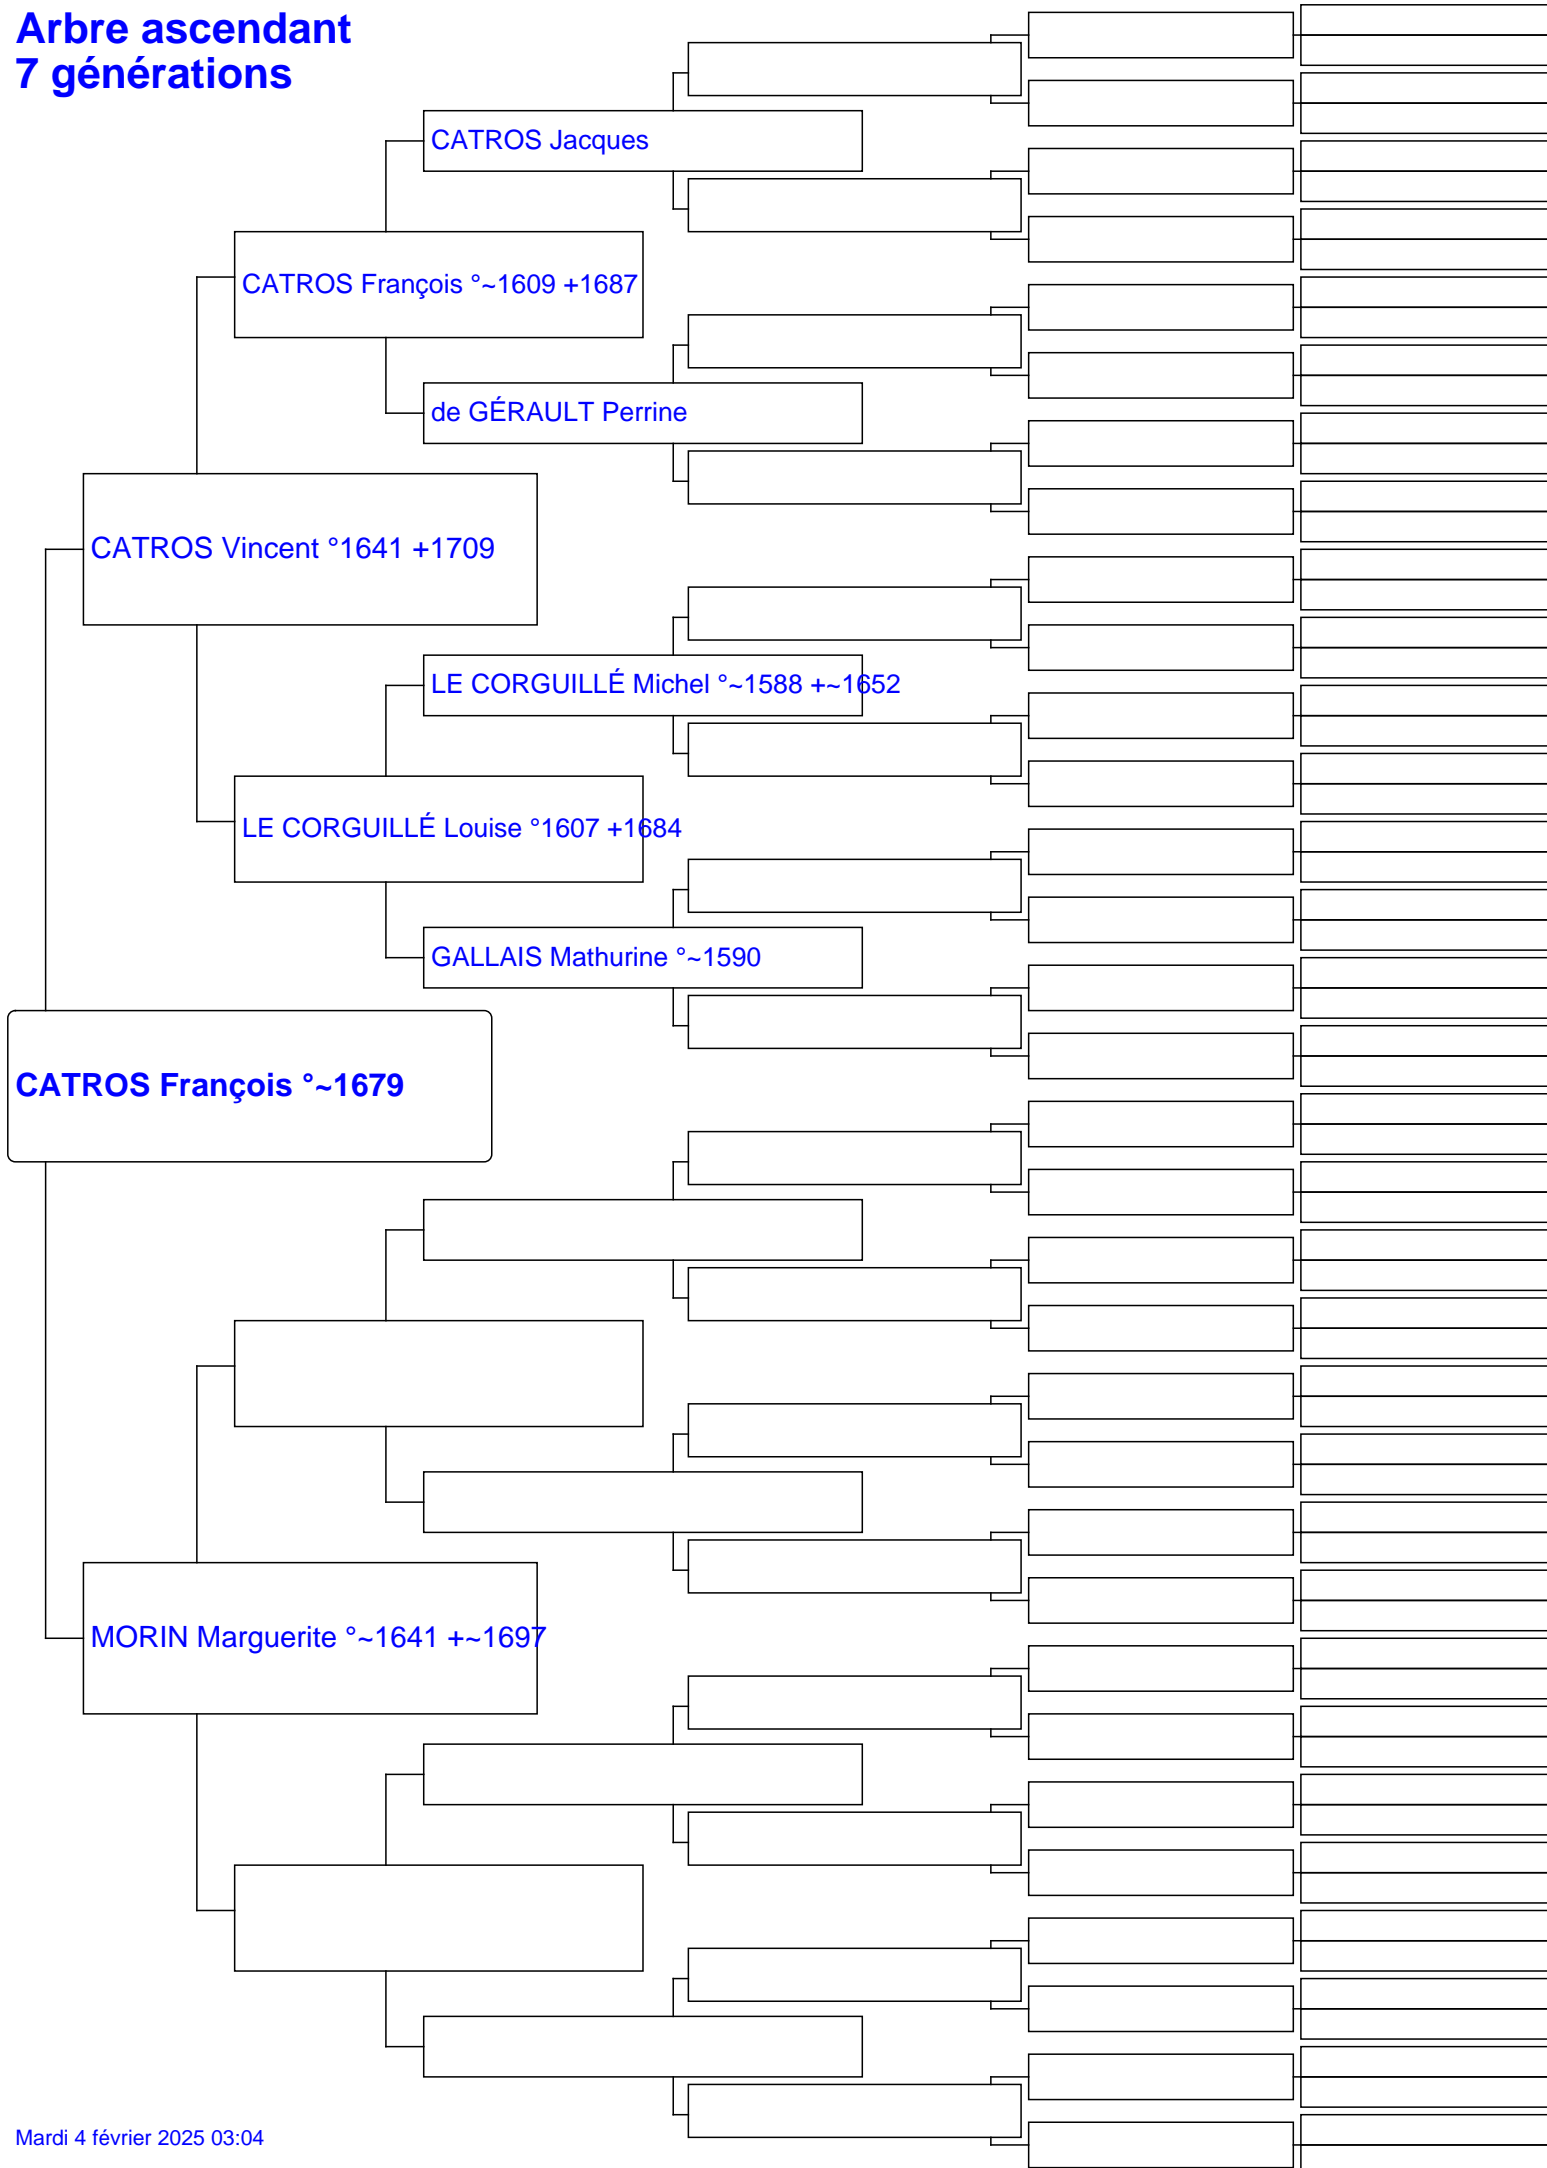 Arbre ascendant
7 générations
CATROS Jacques
CATROS François °~1609 +1687
de GÉRAULT Perrine
CATROS Vincent °1641 +1709
LE CORGUILLÉ Michel °~1588 +~1652
LE CORGUILLÉ Louise °1607 +1684
GALLAIS Mathurine °~1590
CATROS François °~1679
MORIN Marguerite °~1641 +~1697
Mardi 4 février 2025 03:04